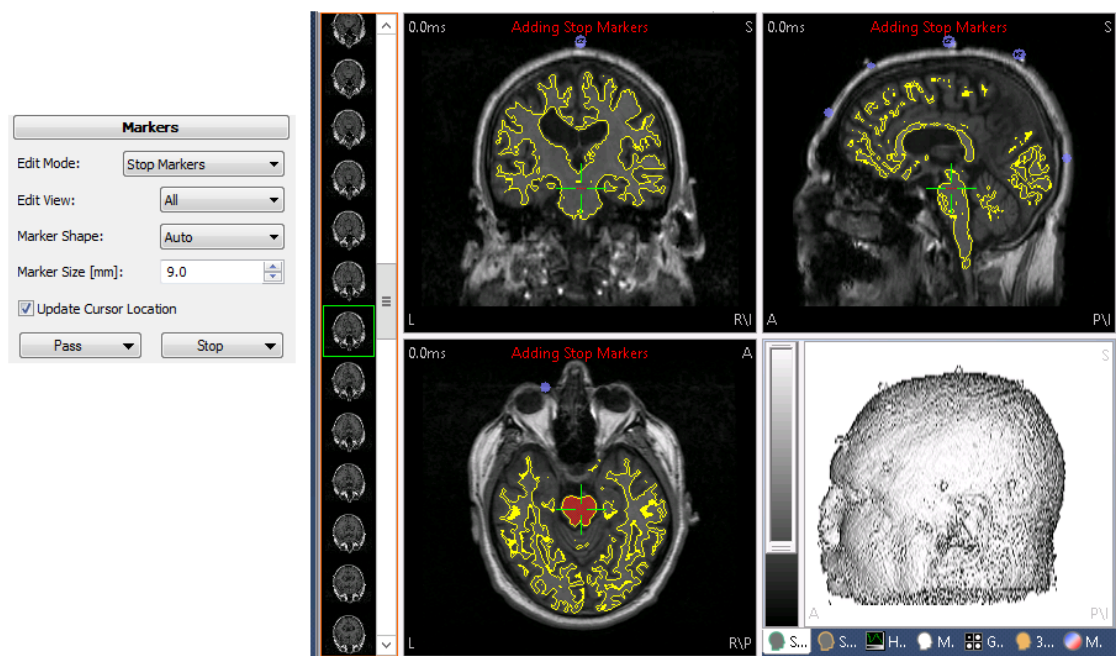 Markers
Edit Mode: Stop Markers
Edit View: All
Marker Shape: Auto
Marker Size [mm]: 9.0
Update Cursor Location
Pass Stop
0.0ms Adding Stop Markers S
L R\I
0.0ms Adding Stop Markers S
A P\I
0.0ms Adding Stop Markers A
L R\P
S
A P\I
S... S... H.. M. G.. 3... M.